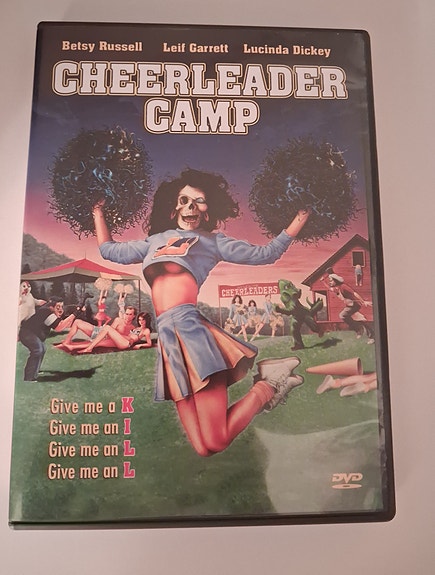 Betsy Russell Leif Garrett Lucinda Dickey
CHEERLEADER
CAMP
CHEERLEADERS
Give me a K
Give me an I
Give me an L
Give me an L
DVD